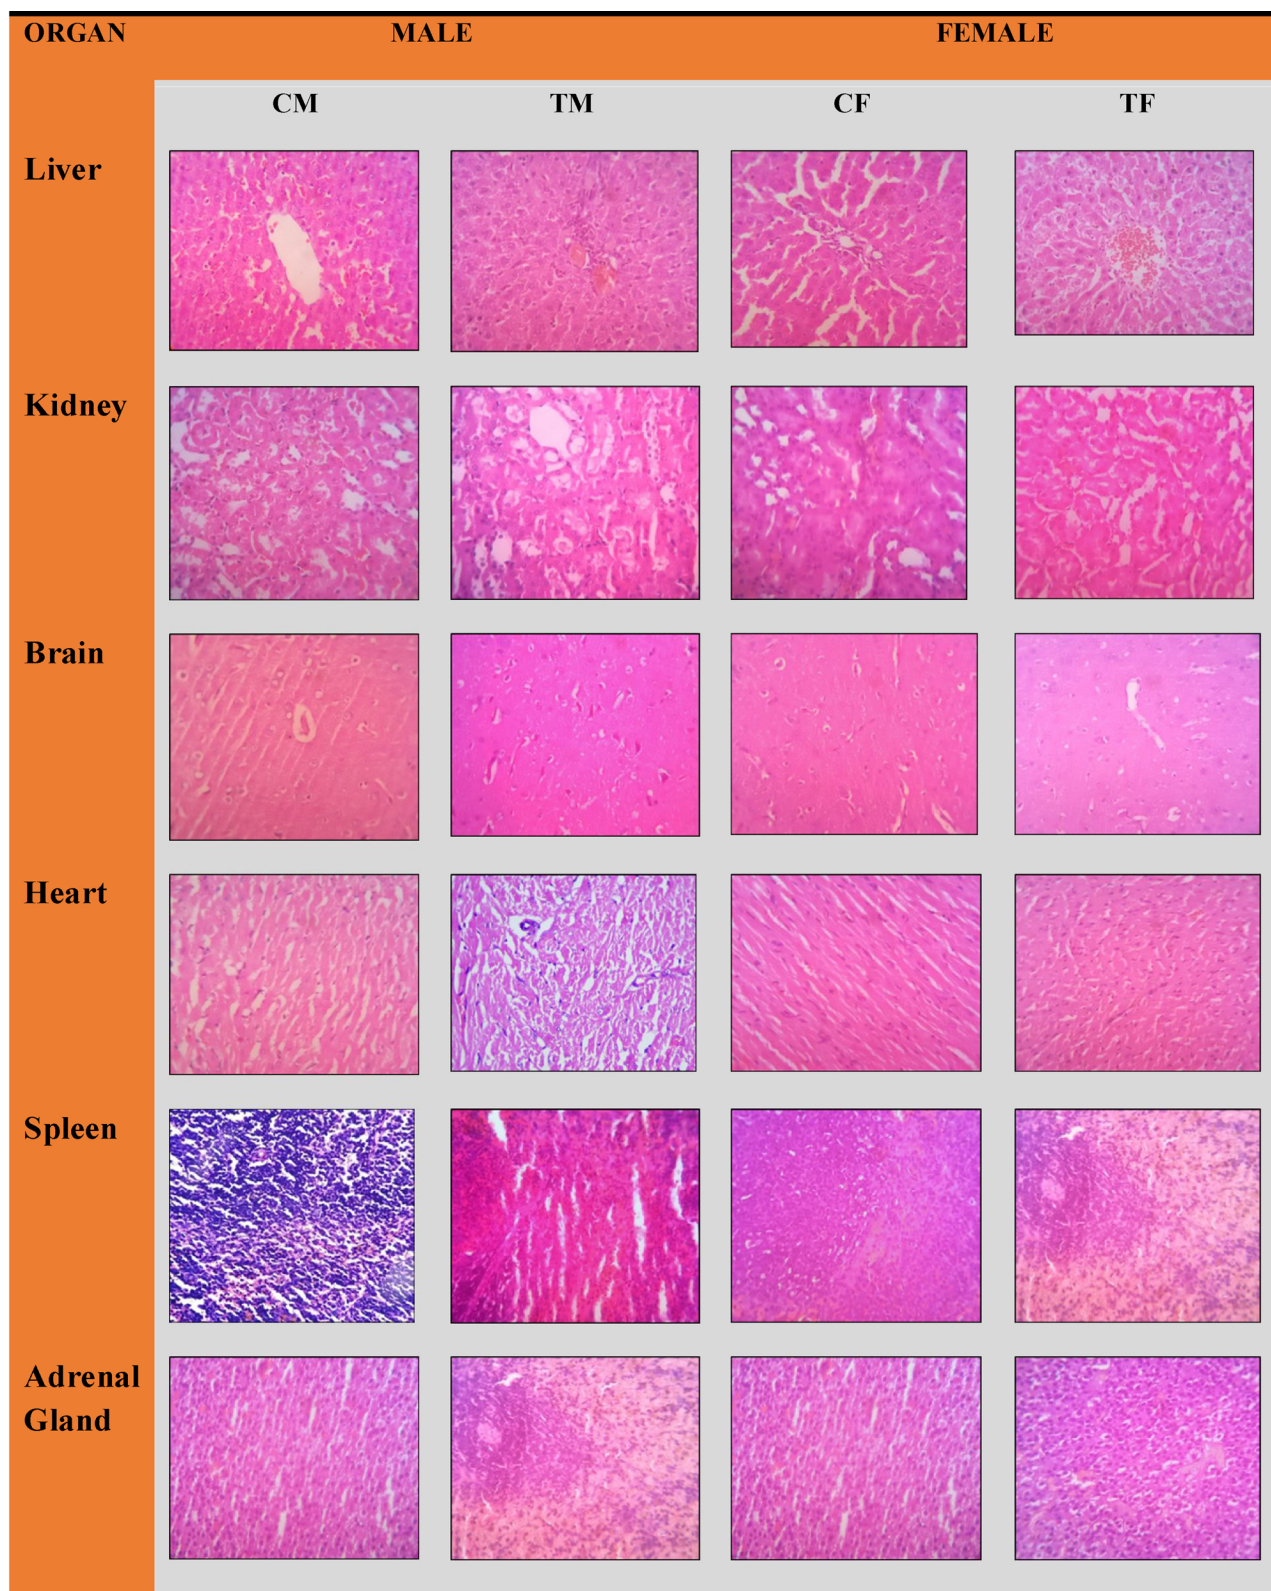 ORGAN MALE FEMALE
CM TM CF TF
Liver
Kidney
Brain
Heart
Spleen
Adrenal
Gland